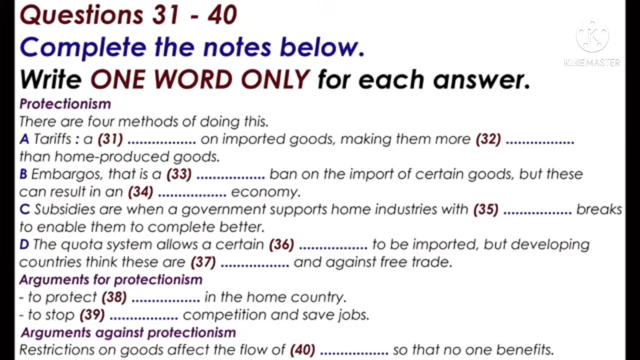 Questions 31 - 40
Complete the notes below.
Write ONE WORD ONLY for each answer.
KINEMASTER
Protectionism
There are four methods of doing this.
A Tariffs : a (31) ................ on imported goods, making them more (32) ................
than home-produced goods.
B Embargos, that is a (33) ................ ban on the import of certain goods, but these
can result in an (34) ................ economy.
C Subsidies are when a government supports home industries with (35) ................ breaks
to enable them to complete better.
D The quota system allows a certain (36) ................ to be imported, but developing
countries think these are (37) ................ and against free trade.
Arguments for protectionism
- to protect (38) ................ in the home country.
- to stop (39) ................ competition and save jobs.
Arguments against protectionism
Restrictions on goods affect the flow of (40) ................ so that no one benefits.